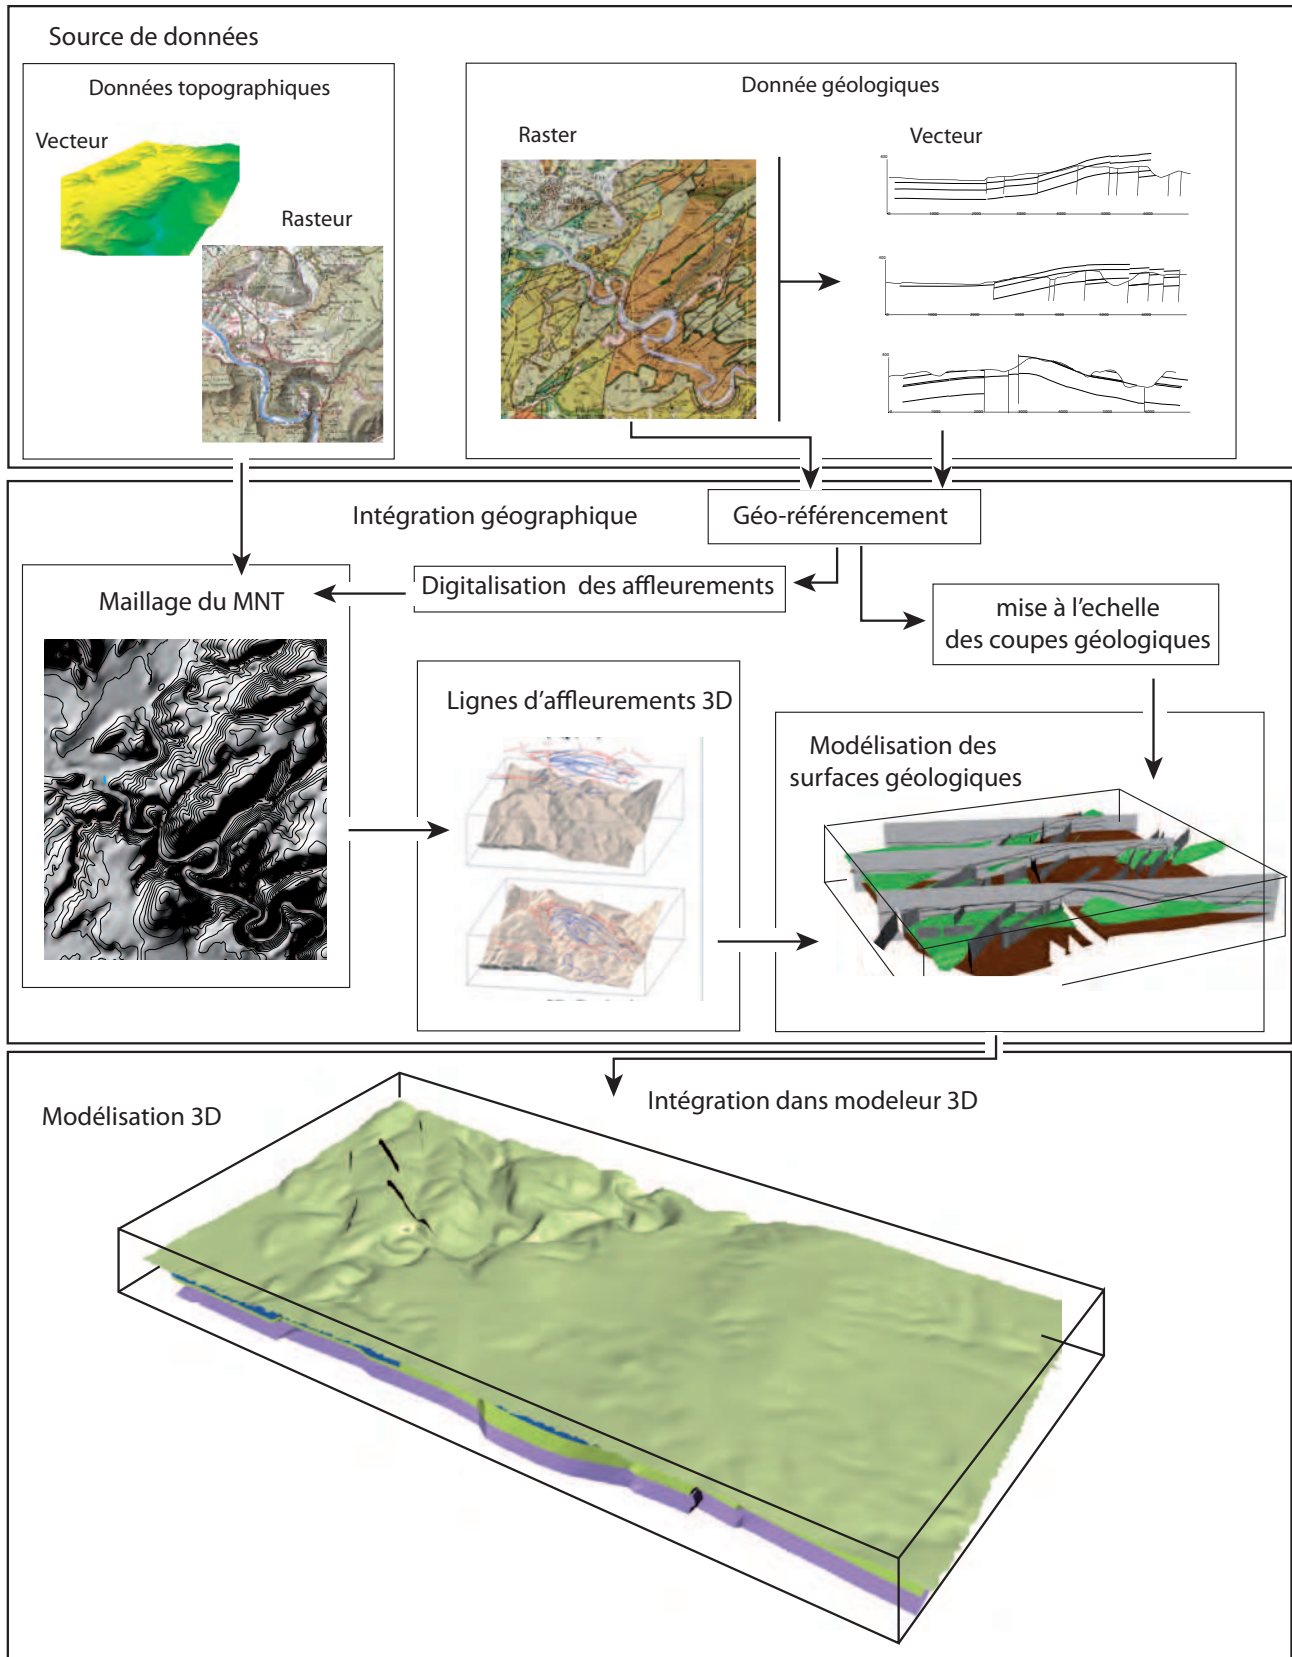 Source de données
Données topographiques
Vecteur
Rasteur
Donnée géologiques
Raster
Vecteur
Intégration géographique
Géo-référencement
Digitalisation des affleurements
Maillage du MNT
mise à l'echelle
des coupes géologiques
Lignes d'affleurements 3D
Modélisation des
surfaces géologiques
Modélisation 3D
Intégration dans modeleur 3D